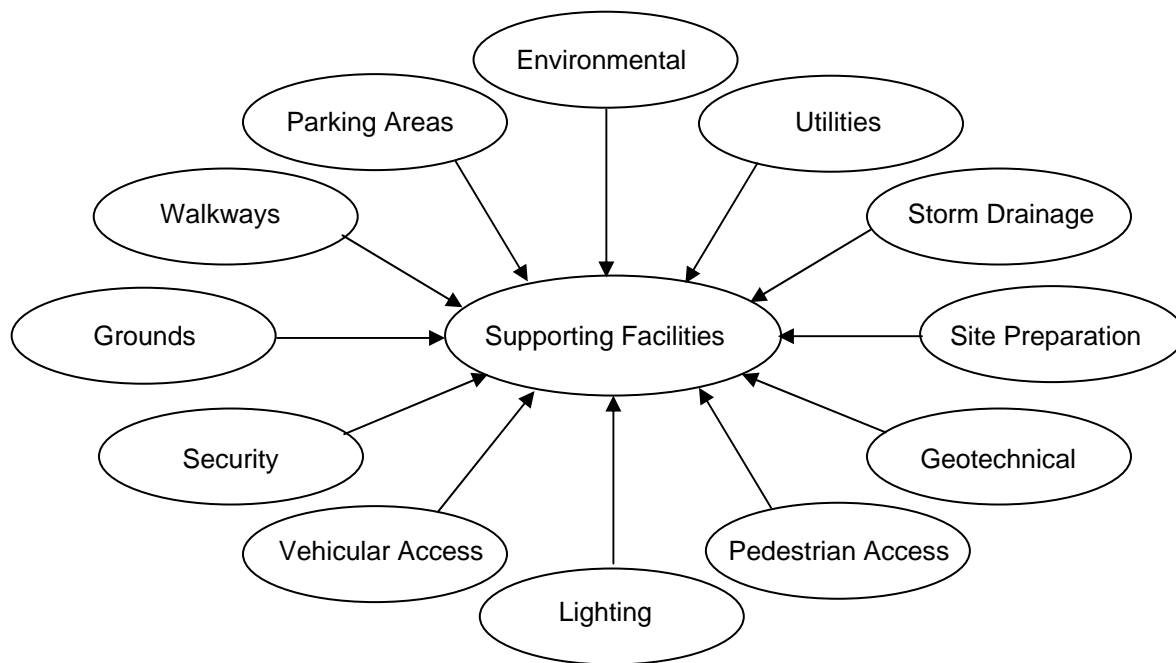 Environmental
Parking Areas
Utilities
Walkways
Storm Drainage
Grounds
Supporting Facilities
Site Preparation
Security
Geotechnical
Vehicular Access
Pedestrian Access
Lighting